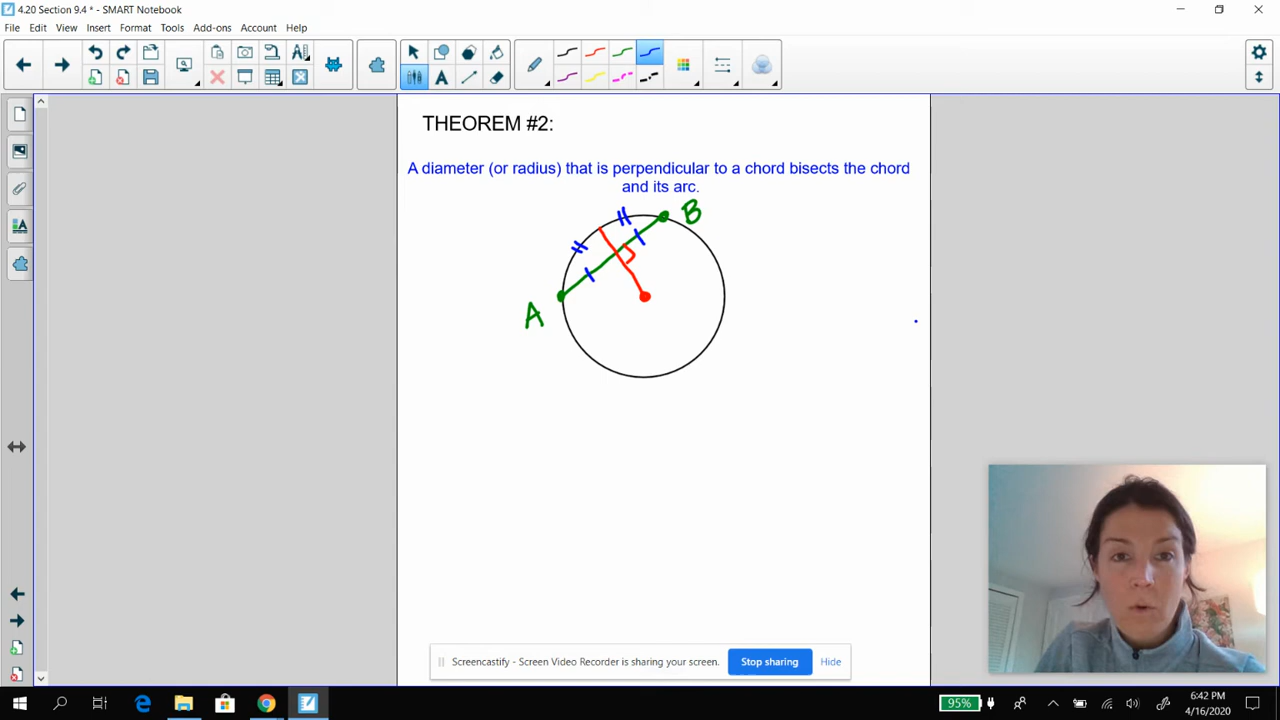 4.20 Section 9.4 * - SMART Notebook
File Edit View Insert Format Tools Add-ons Account Help
THEOREM #2:
A diameter (or radius) that is perpendicular to a chord bisects the chord
and its arc.
B
A
Screencastify - Screen Video Recorder is sharing your screen.
Stop sharing
Hide
95%
6:42 PM
4/16/2020